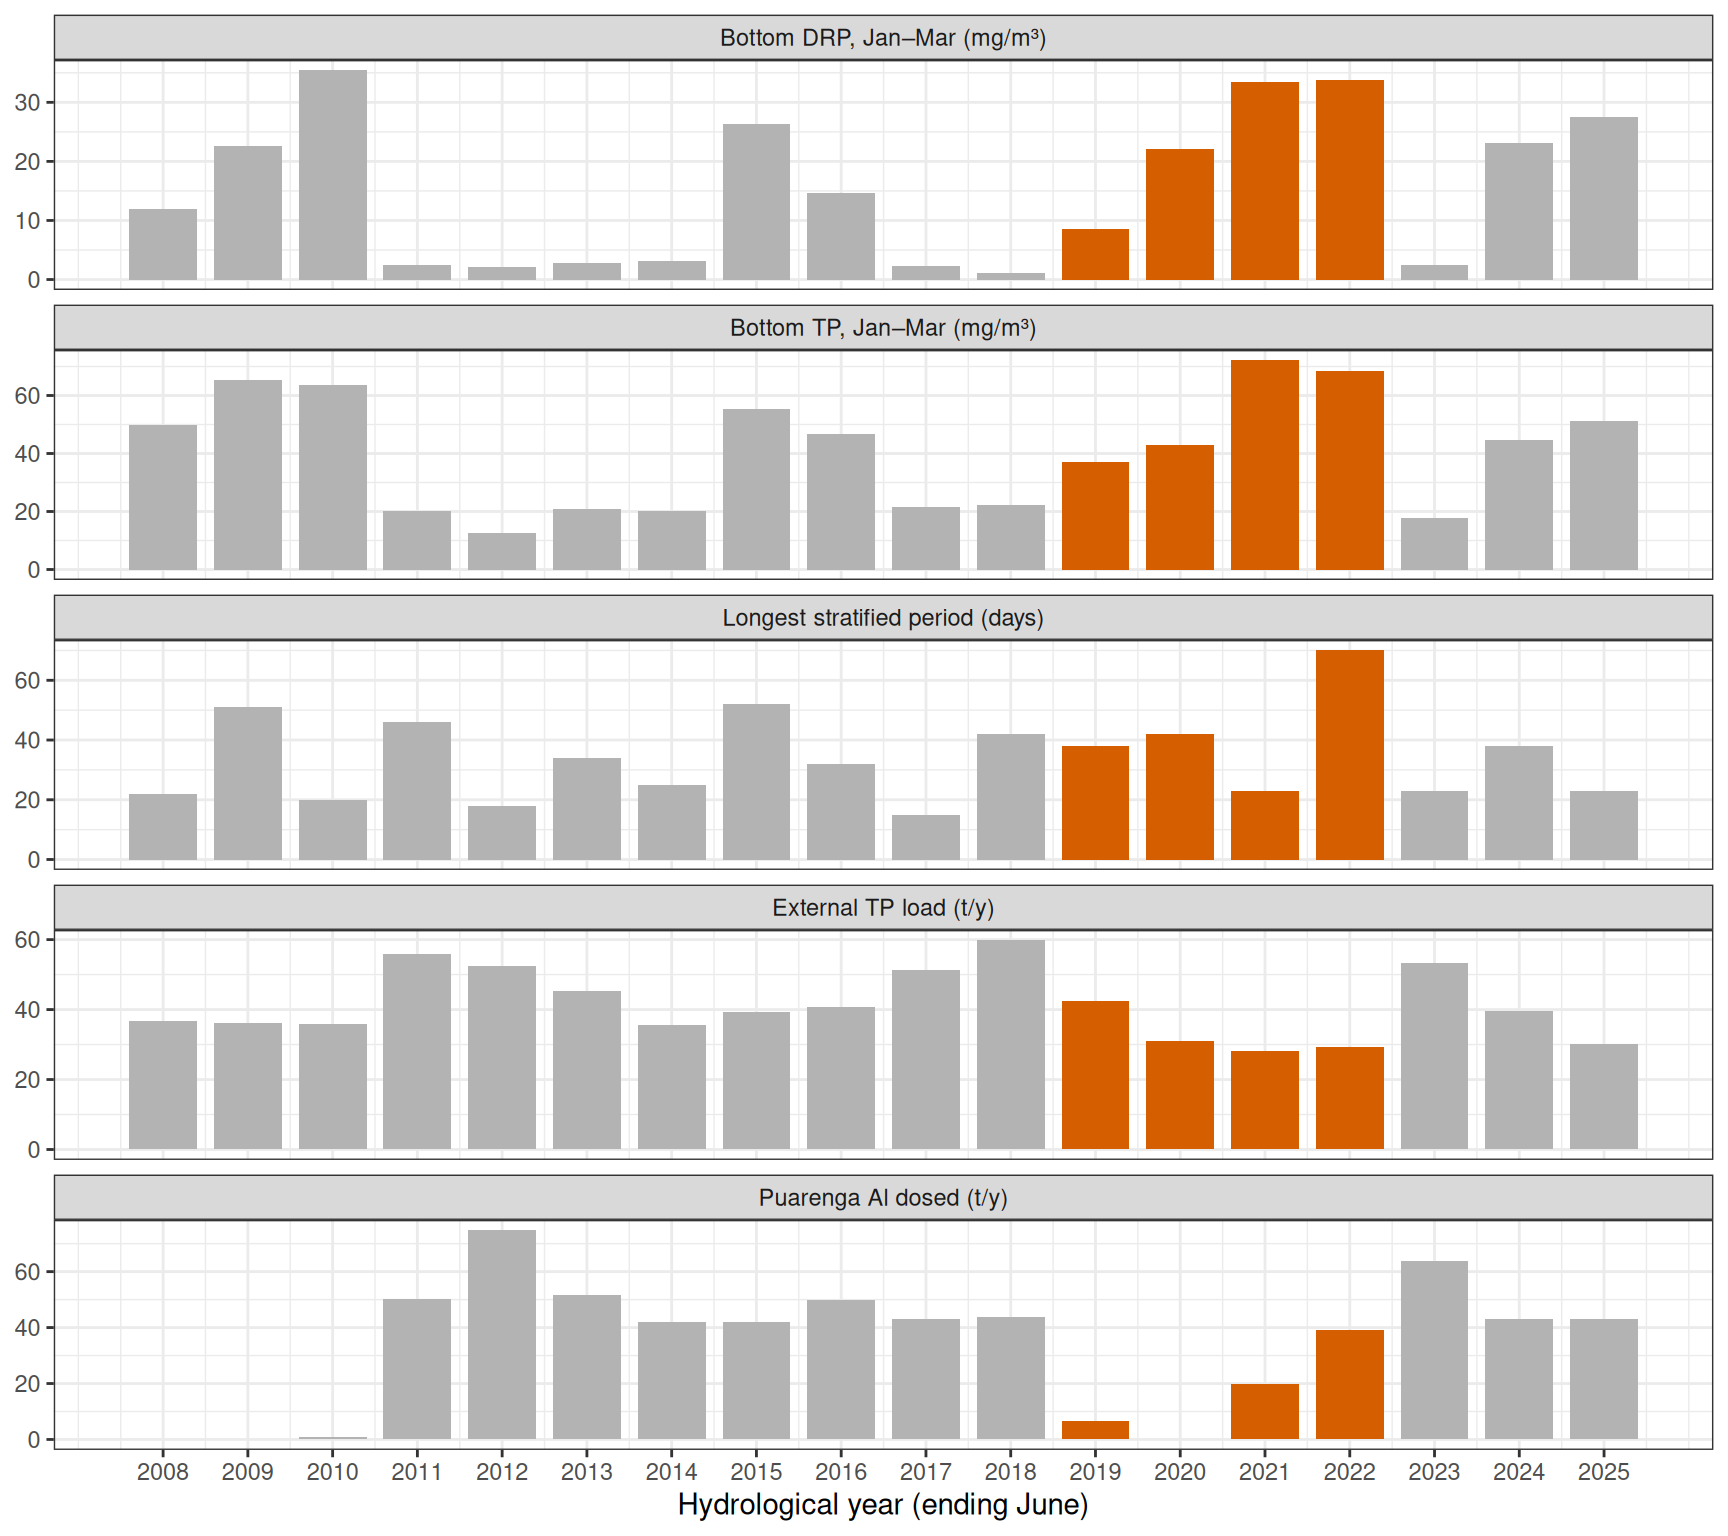 Bottom DRP, Jan–Mar (mg/m³)
30
20
10
0
Bottom TP, Jan–Mar (mg/m³)
60
40
20
0
Longest stratified period (days)
60
40
20
0
External TP load (t/y)
60
40
20
0
Puarenga Al dosed (t/y)
60
40
20
0
2008 2009 2010 2011 2012 2013 2014 2015 2016 2017 2018 2019 2020 2021 2022 2023 2024 2025
Hydrological year (ending June)